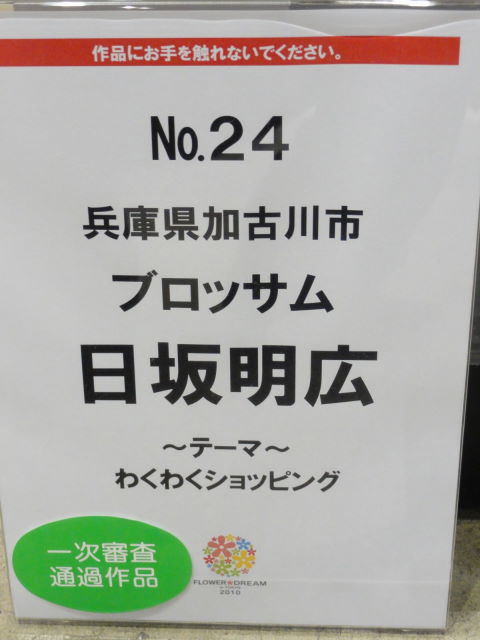 作品にお手を触れないでください。
No.24
兵庫県加古川市
ブロッサム
日坂明広
～テーマ～
わくわくショッピング
一次審査
通過作品
FLOWER★DREAM
2010